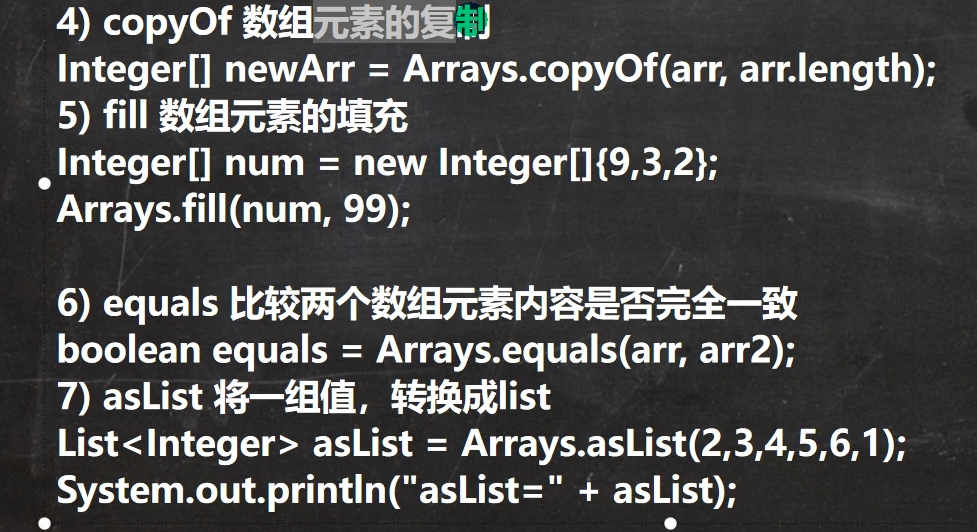 4) copyOf 数组元素的复制
Integer[] newArr = Arrays.copyOf(arr, arr.length);
5) fill 数组元素的填充
Integer[] num = new Integer[]{9,3,2};
Arrays.fill(num, 99);
6) equals 比较两个数组元素内容是否完全一致
boolean equals = Arrays.equals(arr, arr2);
7) asList 将一组值，转换成list
List<Integer> asList = Arrays.asList(2,3,4,5,6,1);
System.out.println("asList=" + asList);